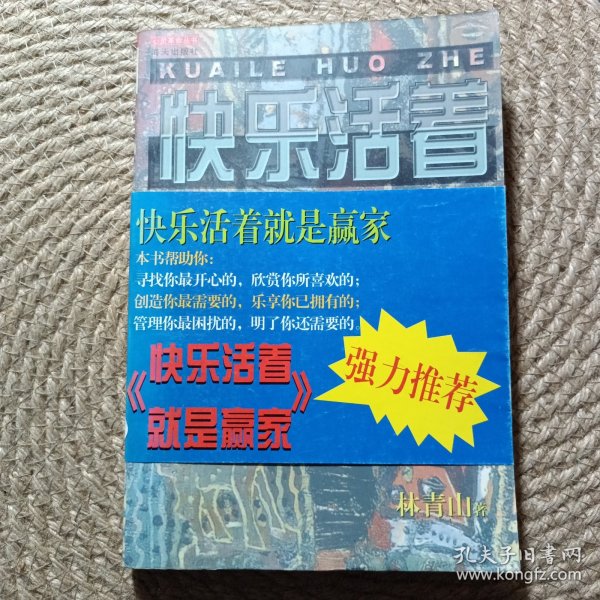 KUAILE HUO ZHE
快乐活着
快乐活着就是赢家
本书帮助你：
寻找你最开心的，欣赏你所喜欢的；
创造你最需要的，乐享你已拥有的；
管理你最困扰的，明了你还需要的。
《快乐活着
就是赢家》
强力推荐
林青山 著
孔夫子旧书网
www.kongfz.com